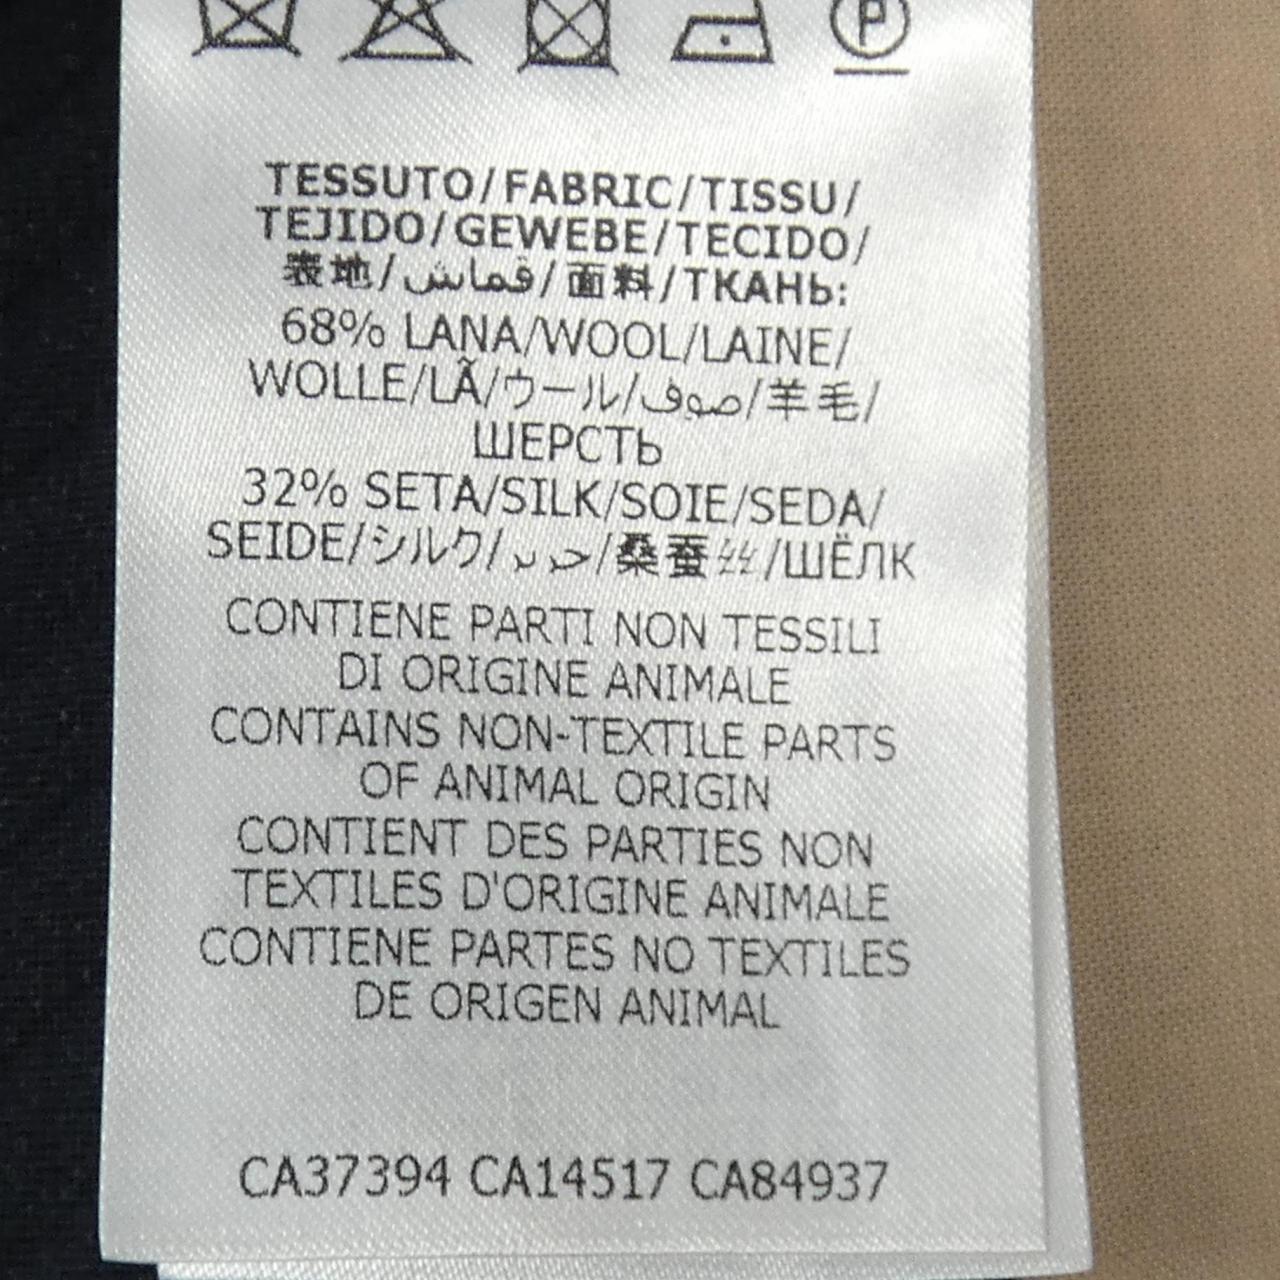 P
TESSUTO/FABRIC/TISSU/
TEJIDO/GEWEBE/TECIDO/
表地/قماش/面料/ТКАНЬ:
68% LANA/WOOL/LAINE/
WOLLE/LÃ/ウール/صوف/羊毛/
ШЕРСТЬ
32% SETA/SILK/SOIE/SEDA/
SEIDE/シルク/حرير/桑蚕丝/ШЁЛК
CONTIENE PARTI NON TESSILI
DI ORIGINE ANIMALE
CONTAINS NON-TEXTILE PARTS
OF ANIMAL ORIGIN
CONTIENT DES PARTIES NON
TEXTILES D'ORIGINE ANIMALE
CONTIENE PARTES NO TEXTILES
DE ORIGEN ANIMAL
CA37394 CA14517 CA84937